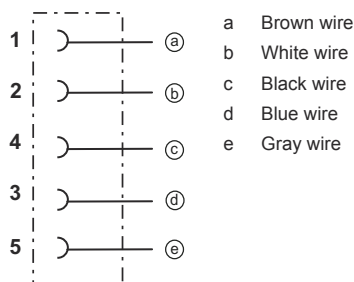 1 a
2 b
4 c
3 d
5 e
a Brown wire
b White wire
c Black wire
d Blue wire
e Gray wire